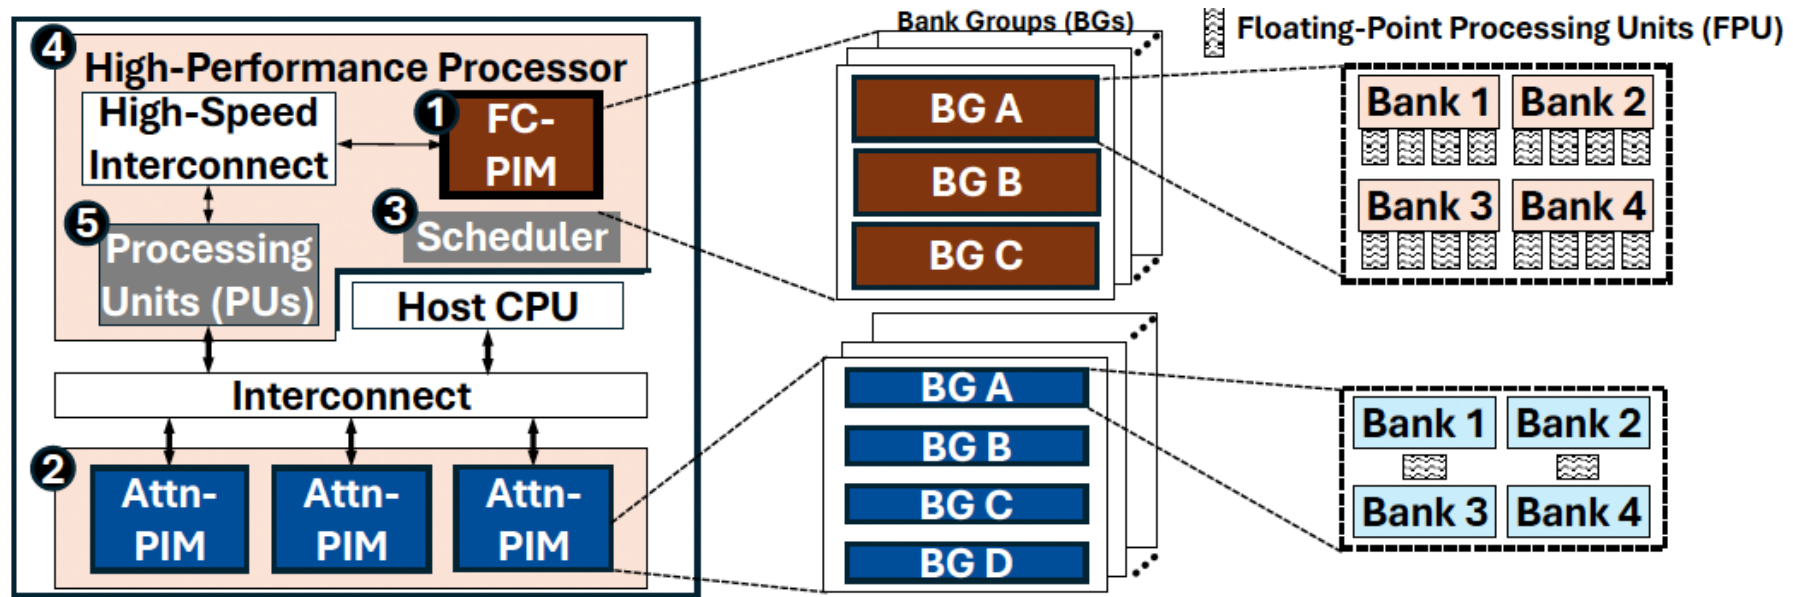 4
High-Performance Processor
High-Speed
Interconnect
1
FC-
PIM
3
Scheduler
5
Processing
Units (PUs)
Host CPU
Interconnect
2
Attn-
PIM
Attn-
PIM
Attn-
PIM
Bank Groups (BGs)
BG A
BG B
BG C
BG A
BG B
BG C
BG D
Floating-Point Processing Units (FPU)
Bank 1
Bank 2
Bank 3
Bank 4
Bank 1
Bank 2
Bank 3
Bank 4